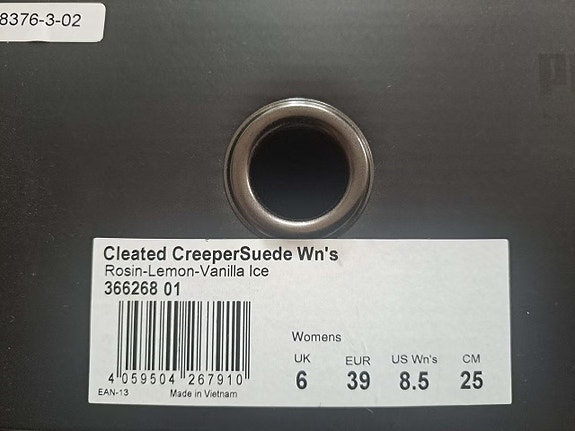 8376-3-02
Cleated CreeperSuede Wn's
Rosin-Lemon-Vanilla Ice
366268 01
Womens
UK EUR US Wn's CM
6 39 8.5 25
4 059504 267910
EAN-13 Made in Vietnam